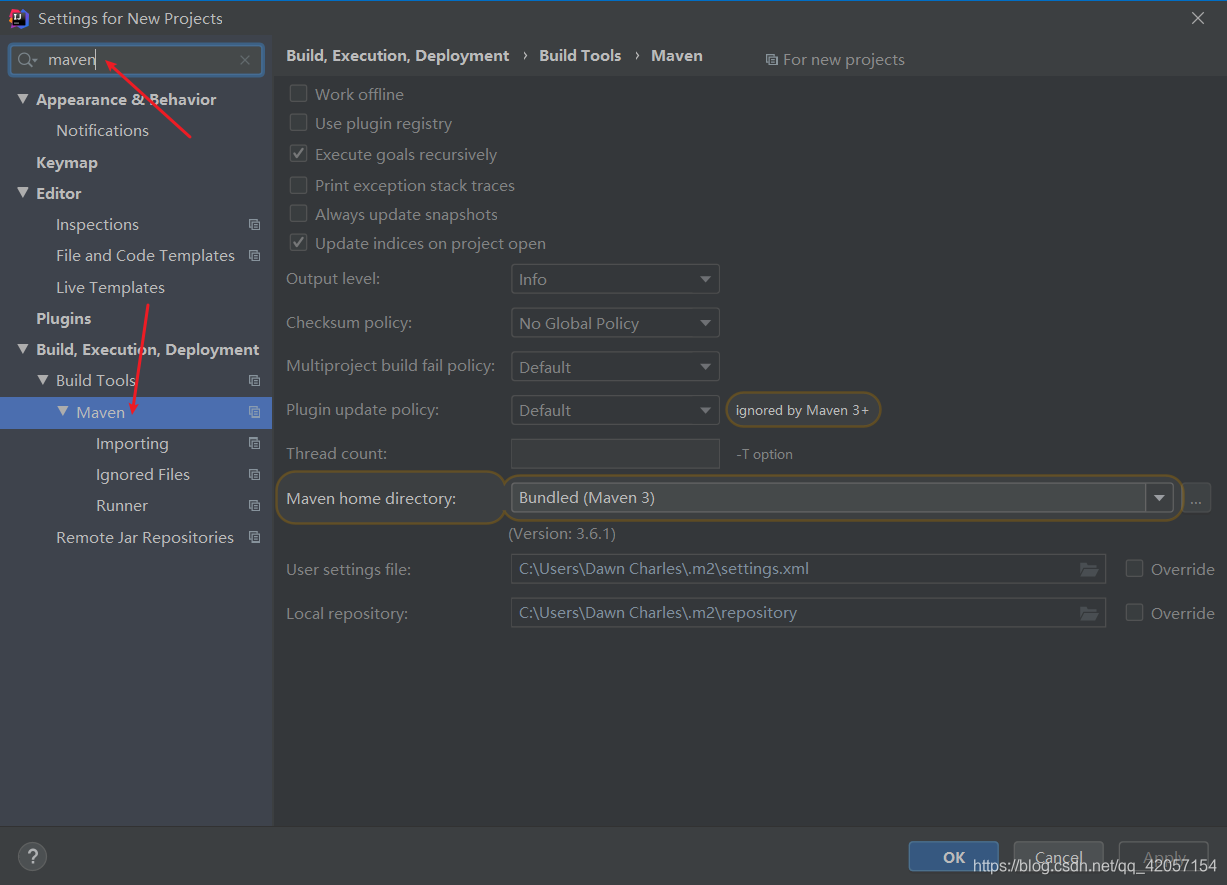 Settings for New Projects
maven
Appearance & Behavior
Notifications
Keymap
Editor
Inspections
File and Code Templates
Live Templates
Plugins
Build, Execution, Deployment
Build Tools
Maven
Importing
Ignored Files
Runner
Remote Jar Repositories
Build, Execution, Deployment › Build Tools › Maven For new projects
Work offline
Use plugin registry
Execute goals recursively
Print exception stack traces
Always update snapshots
Update indices on project open
Output level: Info
Checksum policy: No Global Policy
Multiproject build fail policy: Default
Plugin update policy: Default ignored by Maven 3+
Thread count: -T option
Maven home directory: Bundled (Maven 3) ...
(Version: 3.6.1)
User settings file: C:\Users\Dawn Charles\.m2\settings.xml Override
Local repository: C:\Users\Dawn Charles\.m2\repository Override
? OK Cancel Apply
https://blog.csdn.net/qq_42057154